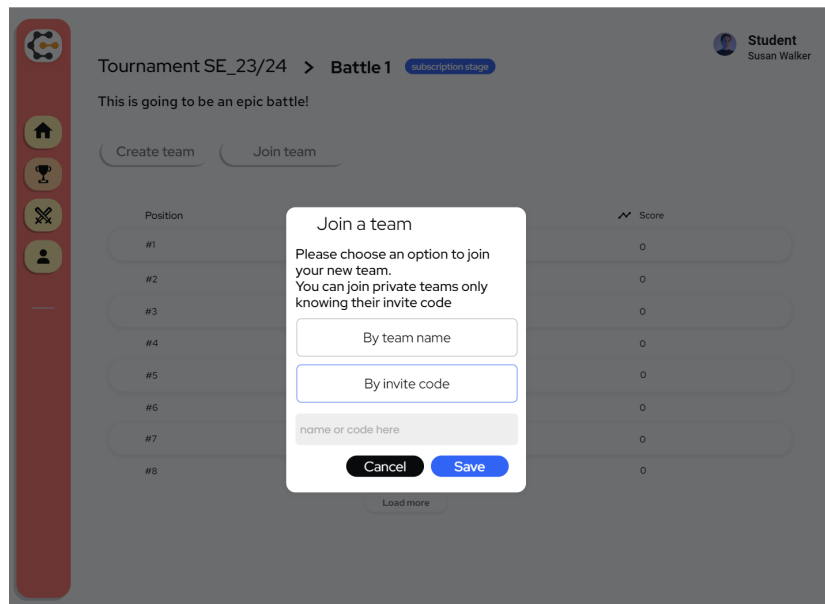 Student
Susan Walker
Tournament SE_23/24 > Battle 1 subscription stage
This is going to be an epic battle!
Create team Join team
Position Score
#1 0
#2 0
#3 0
#4 0
#5 0
#6 0
#7 0
#8 0
Load more
Join a team
Please choose an option to join
your new team.
You can join private teams only
knowing their invite code
By team name
By invite code
name or code here
Cancel Save